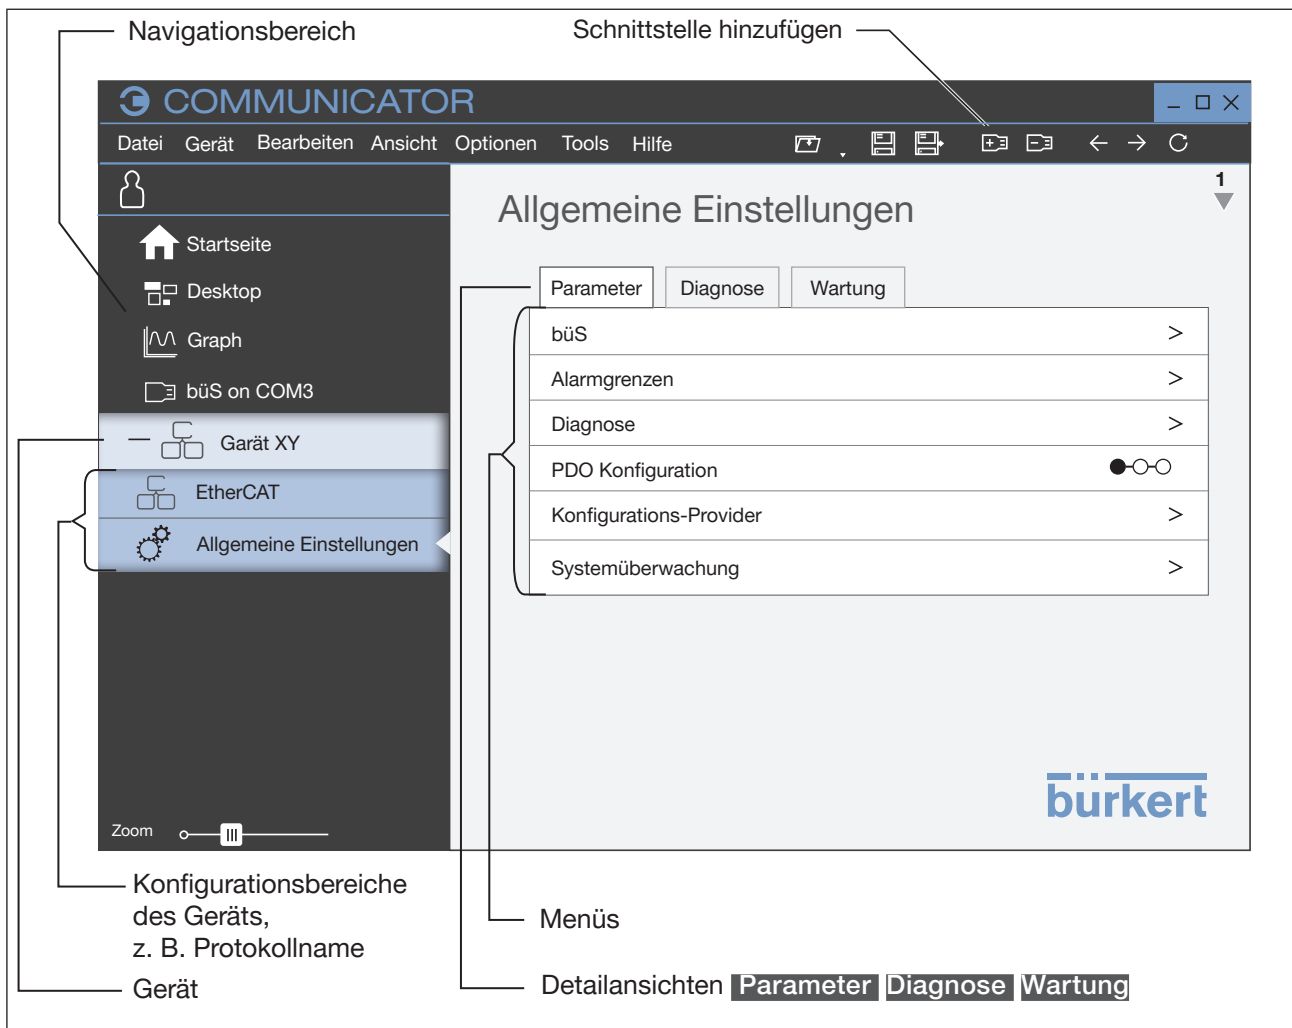 Navigationsbereich
Schnittstelle hinzufügen
COMMUNICATOR
Datei Gerät Bearbeiten Ansicht Optionen Tools Hilfe
1
Allgemeine Einstellungen
Startseite
Desktop
Graph
büS on COM3
Garät XY
EtherCAT
Allgemeine Einstellungen
Parameter Diagnose Wartung
büS >
Alarmgrenzen >
Diagnose >
PDO Konfiguration
Konfigurations-Provider >
Systemüberwachung >
burkert
Zoom
Konfigurationsbereiche
des Geräts,
z. B. Protokollname
Gerät
Menüs
Detailansichten Parameter Diagnose Wartung